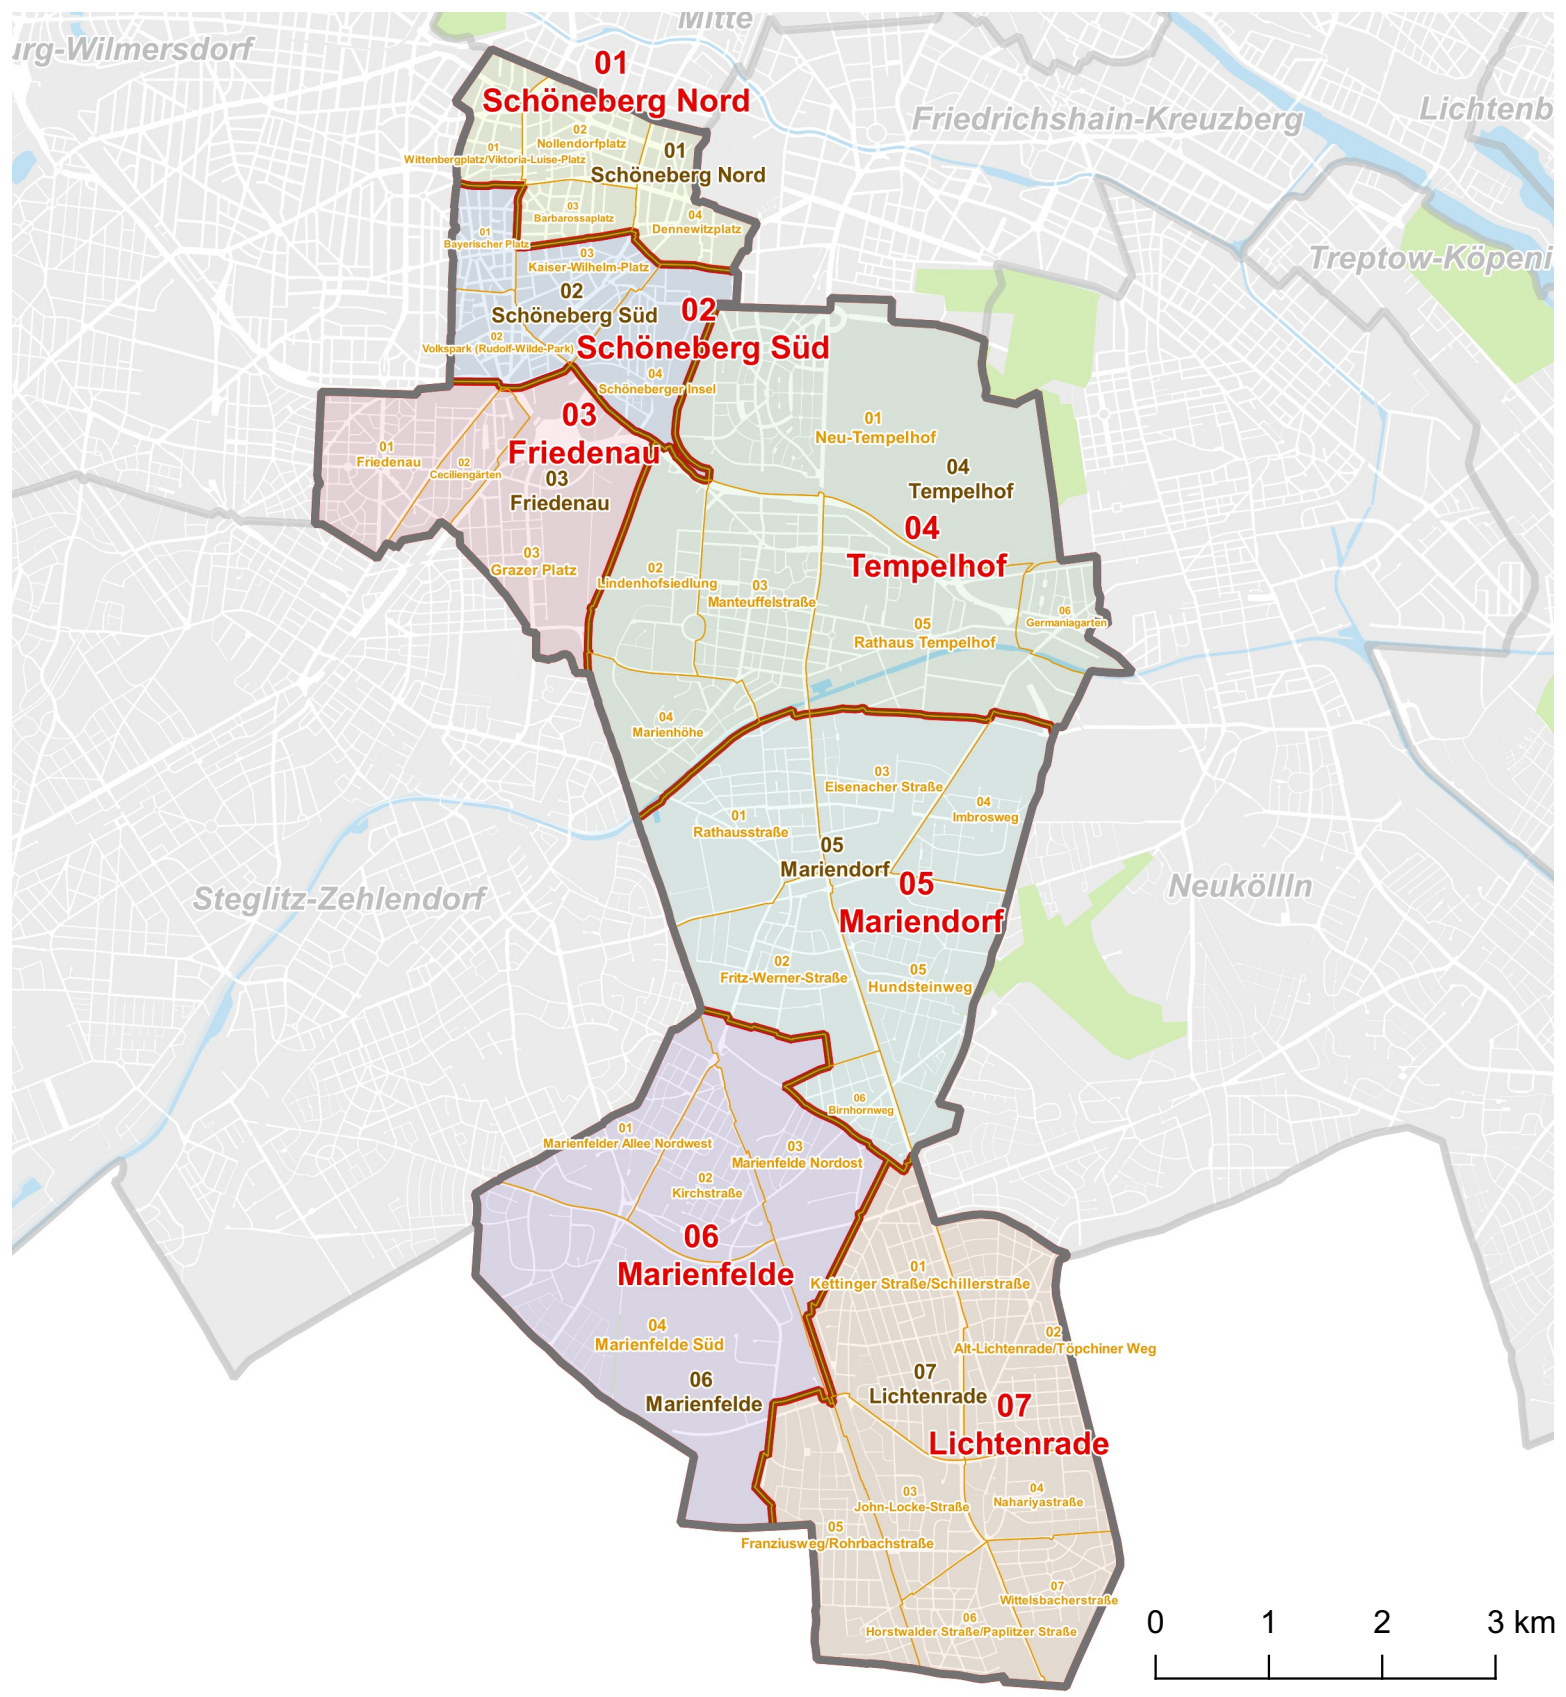 Mitte
urg-Wilmersdorf
01
Schöneberg Nord
Friedrichshain-Kreuzberg
Lichtenb
02
Nollendorfplatz
01
Wittenbergplatz/Viktoria-Luise-Platz
01
Schöneberg Nord
03
Barbarossaplatz
04
Dennewitzplatz
01
Bayerischer Platz
03
Kaiser-Wilhelm-Platz
Treptow-Köpeni
02
Schöneberg Süd
02
Schöneberg Süd
02
Volkspark (Rudolf-Wilde-Park)
04
Schöneberger Insel
03
Friedenau
01
Neu-Tempelhof
01
Friedenau
02
Ceciliengärten
03
Friedenau
04
Tempelhof
04
Tempelhof
03
Grazer Platz
02
Lindenhofsiedlung
03
Manteuffelstraße
05
Rathaus Tempelhof
06
Germaniagarten
04
Marienhöhe
03
Eisenacher Straße
04
Imbrosweg
01
Rathausstraße
05
Mariendorf
05
Mariendorf
Steglitz-Zehlendorf
Neuköllln
02
Fritz-Werner-Straße
05
Hundsteinweg
06
Birnhornweg
01
Marienfelder Allee Nordwest
03
Marienfelde Nordost
02
Kirchstraße
06
Marienfelde
01
Kettinger Straße/Schillerstraße
04
Marienfelde Süd
02
Alt-Lichtenrade/Töpchiner Weg
06
Marienfelde
07
Lichtenrade
07
Lichtenrade
03
John-Locke-Straße
04
Nahariyastraße
05
Franziusweg/Rohrbachstraße
07
Wittelsbacherstraße
06
Horstwalder Straße/Paplitzer Straße
0 1 2 3 km